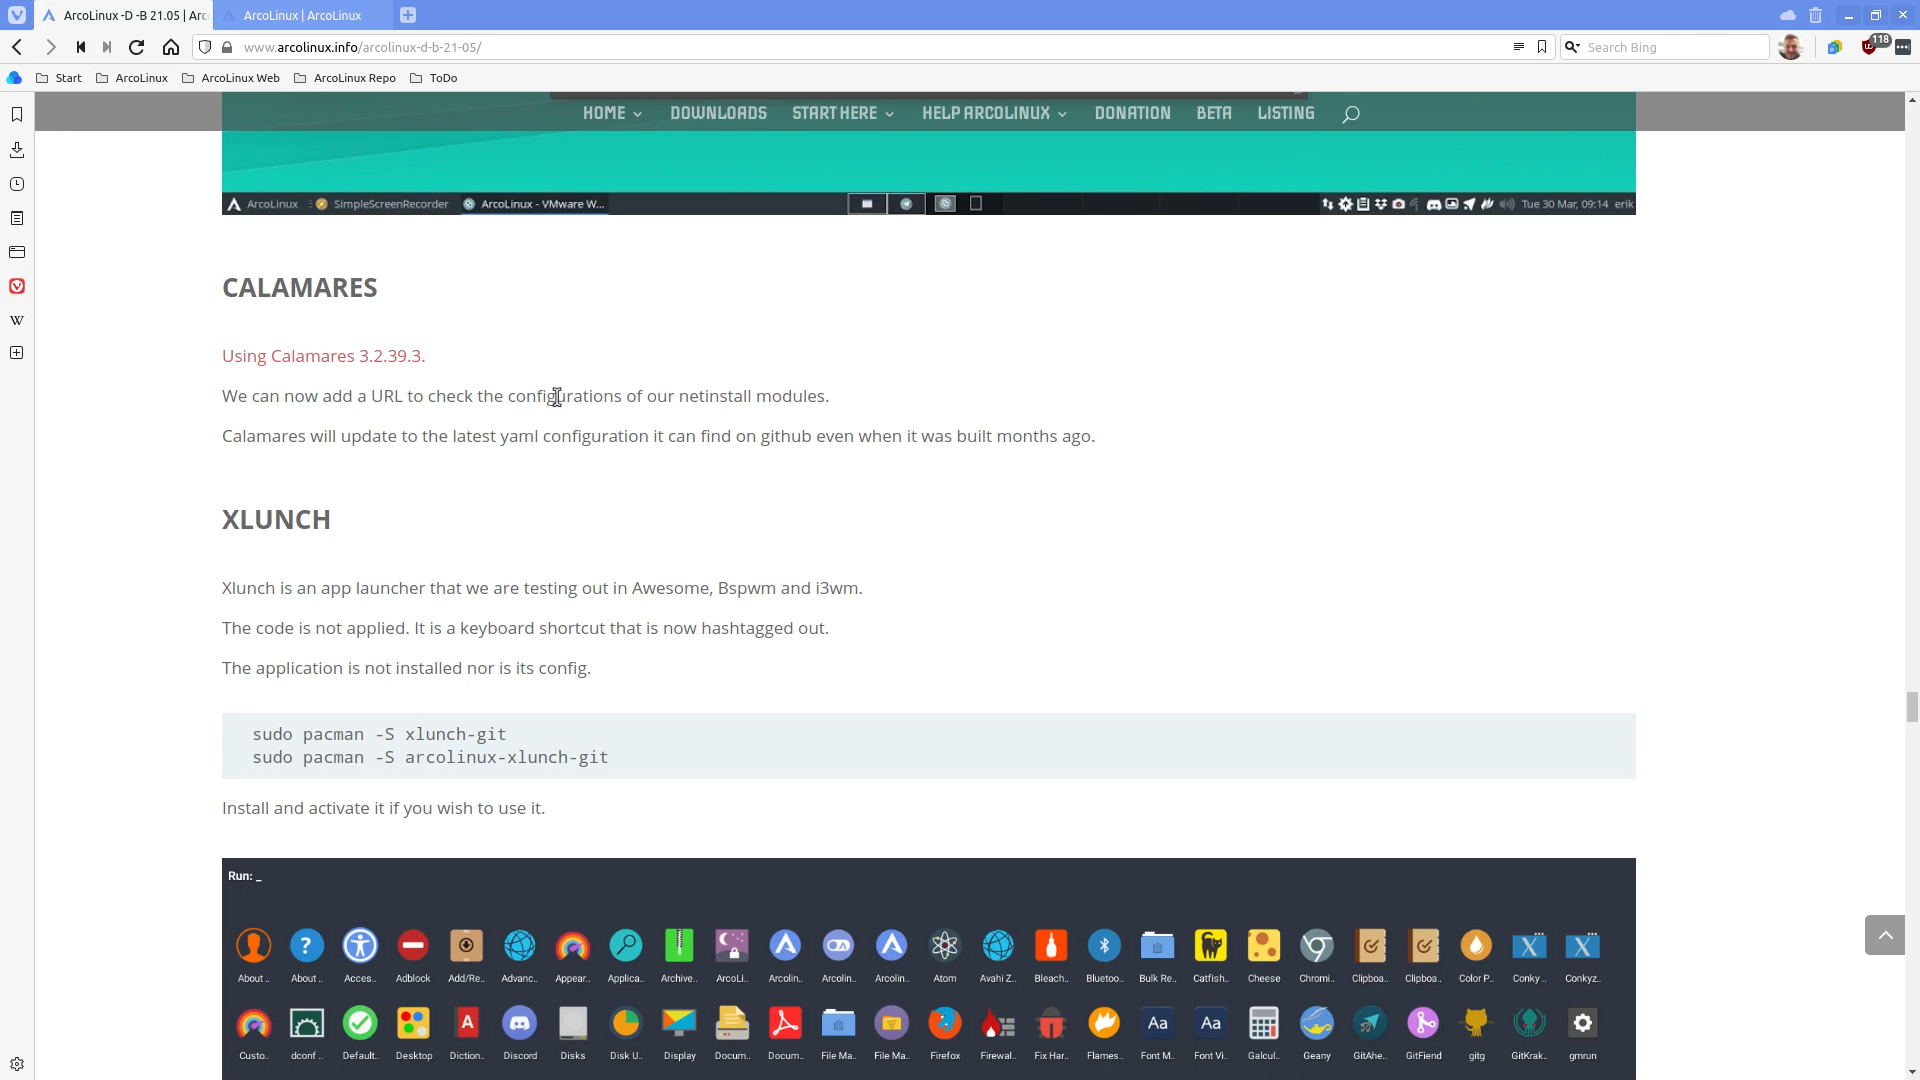 ArcoLinux -D -B 21.05 | Arc
ArcoLinux | ArcoLinux
www.arcolinux.info/arcolinux-d-b-21-05/
Search Bing
118
Start
ArcoLinux
ArcoLinux Web
ArcoLinux Repo
ToDo
HOME
DOWNLOADS
START HERE
HELP ARCOLINUX
DONATION
BETA
LISTING
ArcoLinux
SimpleScreenRecorder
ArcoLinux - VMware W...
Tue 30 Mar, 09:14
erik
CALAMARES
Using Calamares 3.2.39.3.
We can now add a URL to check the configurations of our netinstall modules.
Calamares will update to the latest yaml configuration it can find on github even when it was built months ago.
XLUNCH
Xlunch is an app launcher that we are testing out in Awesome, Bspwm and i3wm.
The code is not applied. It is a keyboard shortcut that is now hashtagged out.
The application is not installed nor is its config.
sudo pacman -S xlunch-git
sudo pacman -S arcolinux-xlunch-git
Install and activate it if you wish to use it.
Run: _
About .. About .. Acces.. Adblock Add/Re.. Advanc.. Appear.. Applica.. Archive.. ArcoLi.. Arcolin.. Arcolin.. Arcolin.. Atom Avahi Z.. Bleach.. Bluetoo.. Bulk Re.. Catfish.. Cheese Chromi.. Clipboa.. Clipboa.. Color P.. Conky .. Conkyz..
Custo.. dconf .. Default.. Desktop Diction.. Discord Disks Disk U.. Display Docum.. Docum.. File Ma.. File Ma.. Firefox Firewal.. Fix Har.. Flames.. Font M.. Font Vi.. Galcul.. Geany GitAhe.. GitFiend gitg GitKrak.. gmrun